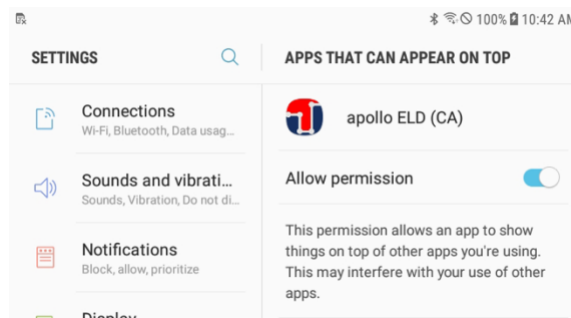 100% 10:42 AM
SETTINGS
APPS THAT CAN APPEAR ON TOP
Connections
Wi-Fi, Bluetooth, Data usag...
Sounds and vibrati...
Sounds, Vibration, Do not di...
Notifications
Block, allow, prioritize
Display
apollo ELD (CA)
Allow permission
This permission allows an app to show
things on top of other apps you're using.
This may interfere with your use of other
apps.